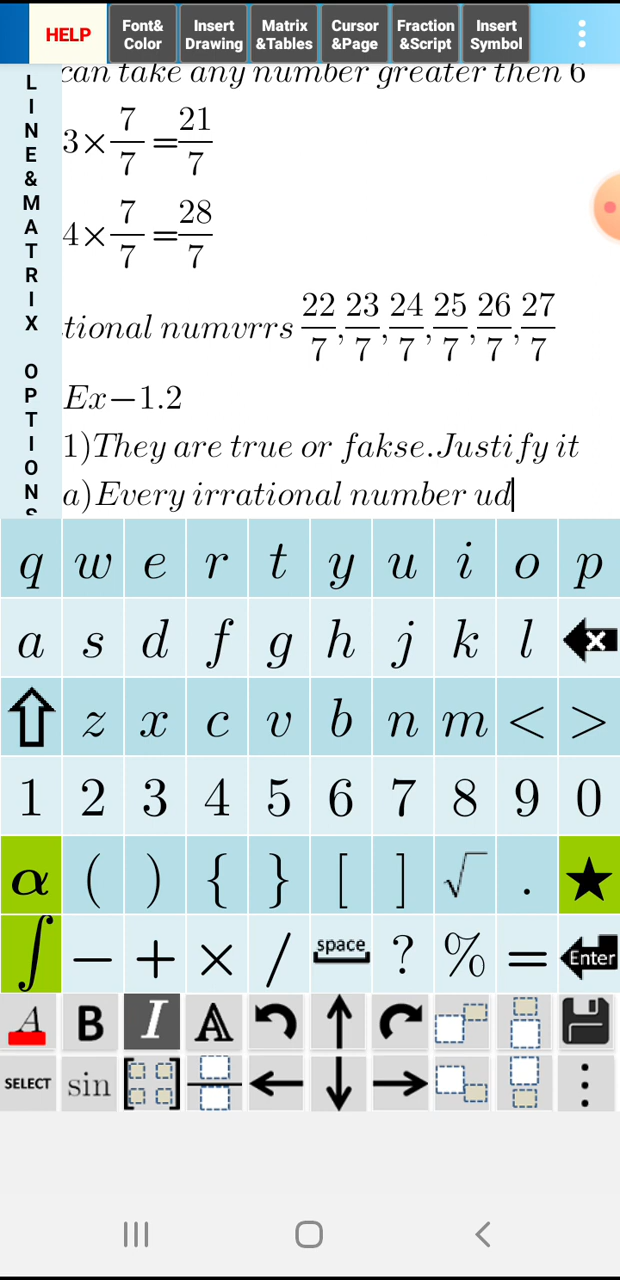 HELP Font& Color Insert Drawing Matrix &Tables Cursor &Page Fraction &Script Insert Symbol
LINE&MATRIX OPTIONS
can take any number greater then 6
3×7/7=21/7
4×7/7=28/7
tional numvrrs 22/7,23/7,24/7,25/7,26/7,27/7
Ex−1.2
1)They are true or fakse.Justify it
a)Every irrational number ud
q w e r t y u i o p
a s d f g h j k l
z x c v b n m < >
1 2 3 4 5 6 7 8 9 0
α ( ) { } [ ] √ . ★
∫ − + × / space ? % = Enter
A B I A
SELECT sin